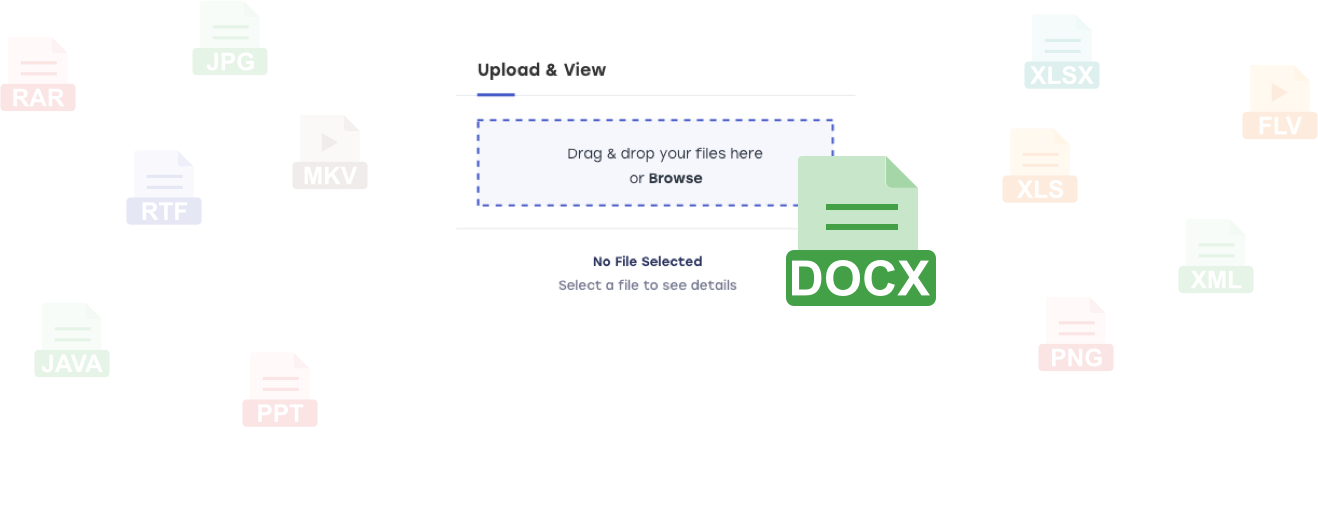 JPG
RAR
MKV
RTF
JAVA
PPT
Upload & View
Drag & drop your files here
or Browse
No File Selected
Select a file to see details
DOCX
XLSX
FLV
XLS
XML
PNG